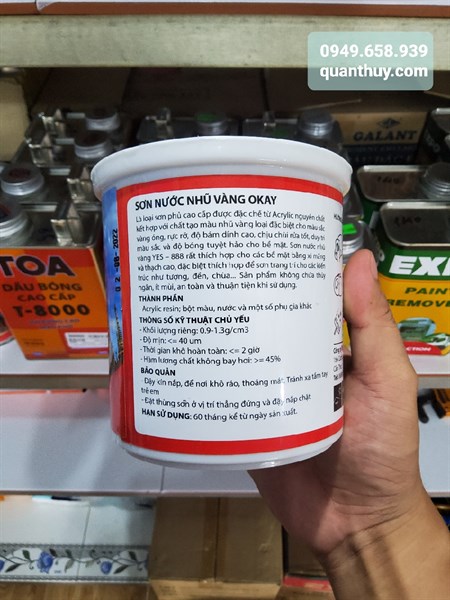 0949.658.939
quanthuy.com
GALANT
SƠN NƯỚC NHŨ VÀNG OKAY
Là loại sơn phủ cao cấp được đặc chế từ Acrylic nguyên chất
kết hợp với chất tạo màu nhũ vàng loại đặc biệt cho màu sắc
vàng óng, rực rỡ, độ bám dính cao, chịu chùi rửa tốt, duy trì
màu sắc và độ bóng tuyệt hảo cho bề mặt. Sơn nước nhũ
vàng YES - 888 rất thích hợp cho các bề mặt bằng xi măng
và thạch cao, đặc biệt thích hợp để sơn trang trí cho các kiến
trúc như tượng, đền, chùa... Sản phẩm không chứa thủy
ngân, ít mùi, an toàn và thuận tiện khi sử dụng.
THÀNH PHẦN
Acrylic resin; bột màu, nước và một số phụ gia khác
THÔNG SỐ KỸ THUẬT CHỦ YẾU
- Khối lượng riêng: 0.9-1.3g/cm3
- Độ mịn: <= 40 um
- Thời gian khô hoàn toàn: <= 2 giờ
- Hàm lượng chất không bay hơi: >= 45%
BẢO QUẢN
Đậy kín nắp, để nơi khô ráo, thoáng mát. Tránh xa tầm tay
trẻ em
- Đặt thùng sơn ở vị trí thẳng đứng và đậy nắp chặt
HẠN SỬ DỤNG: 60 tháng kể từ ngày sản xuất.
2022
TOA
DẦU BÓNG
CAO CẤP
T-8000
EX
PAIN
REMOVE